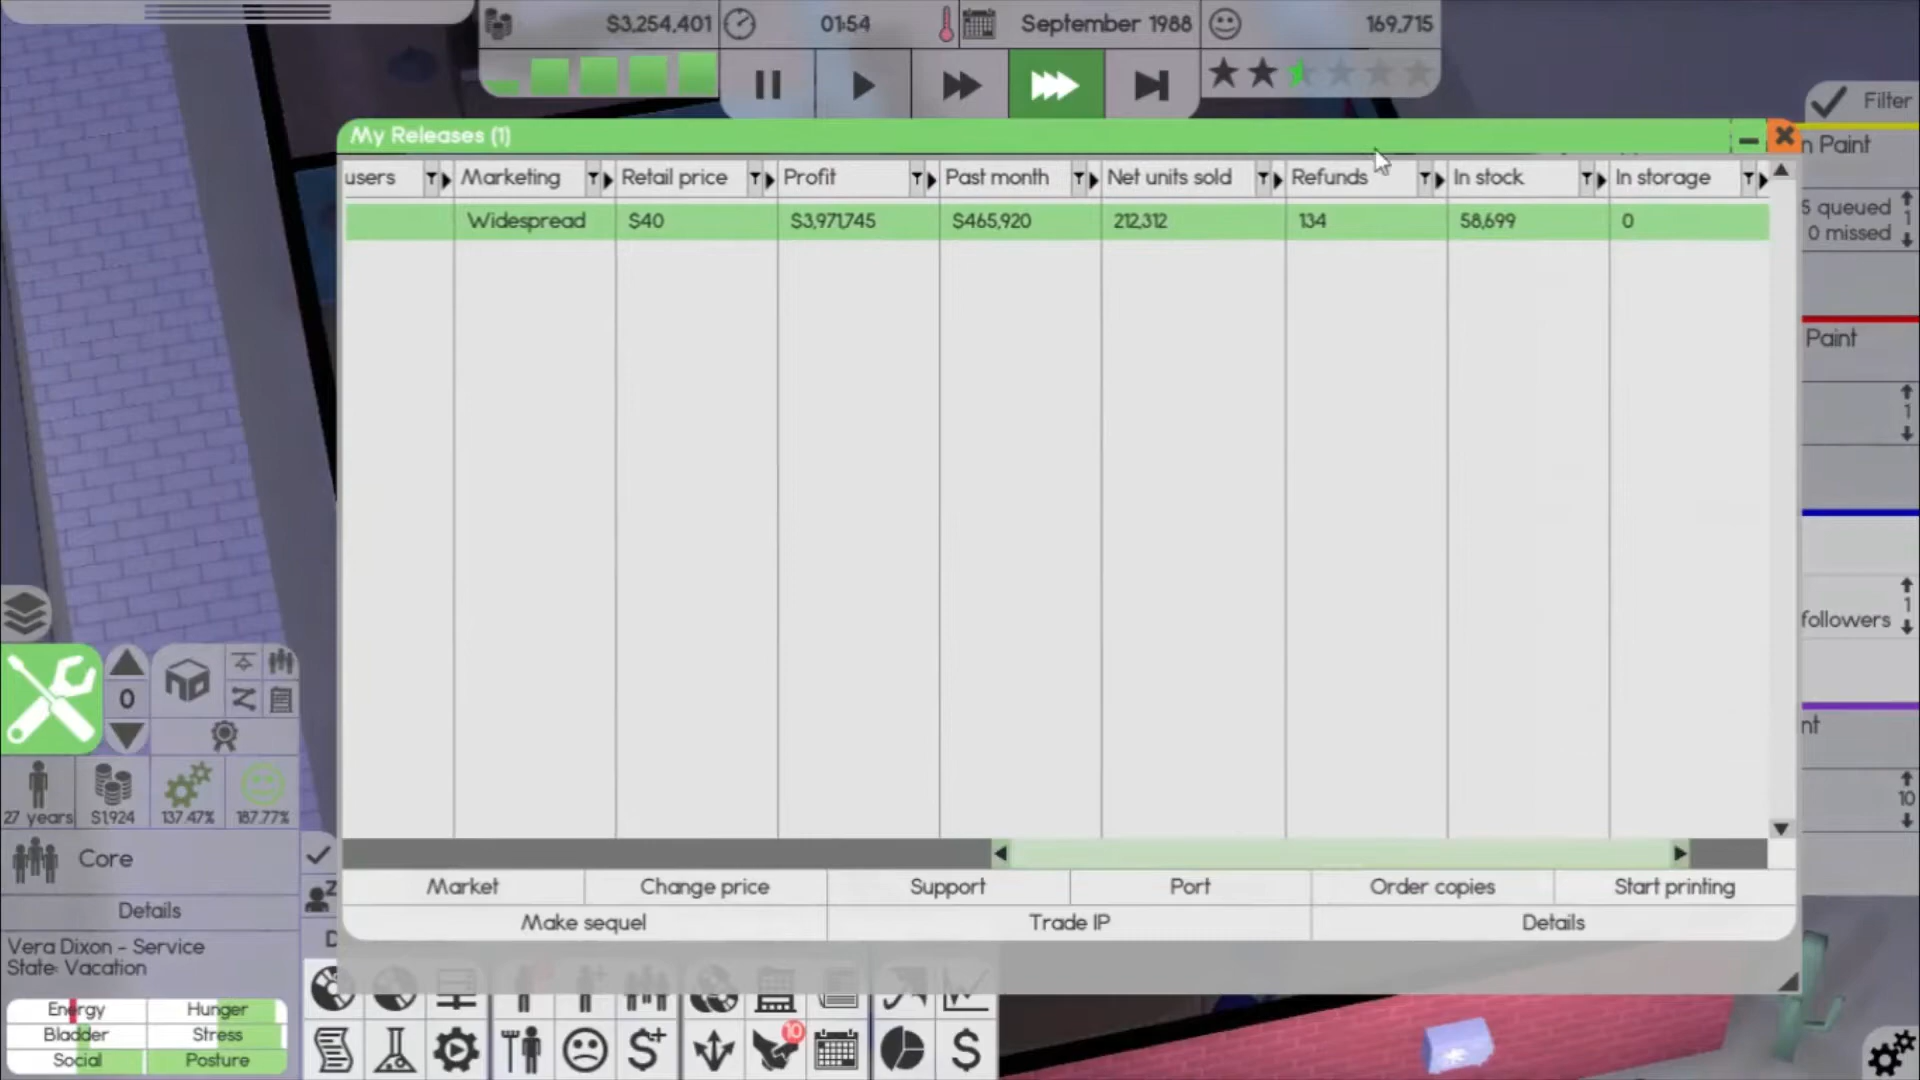 $3,254,401
01:54
September 1988
169,715
Filter
My Releases (1)
n Paint
users
Marketing
Retail price
Profit
Past month
Net units sold
Refunds
In stock
In storage
Widespread
$40
$3,971,745
$465,920
212,312
134
58,699
0
5 queued
1
0 missed
Paint
1
1
followers
nt
10
0
27 years
$1,924
137.47%
187.77%
Core
Details
Vera Dixon - Service
State: Vacation
Energy
Hunger
Bladder
Stress
Social
Posture
Market
Change price
Support
Port
Order copies
Start printing
Make sequel
Trade IP
Details
10